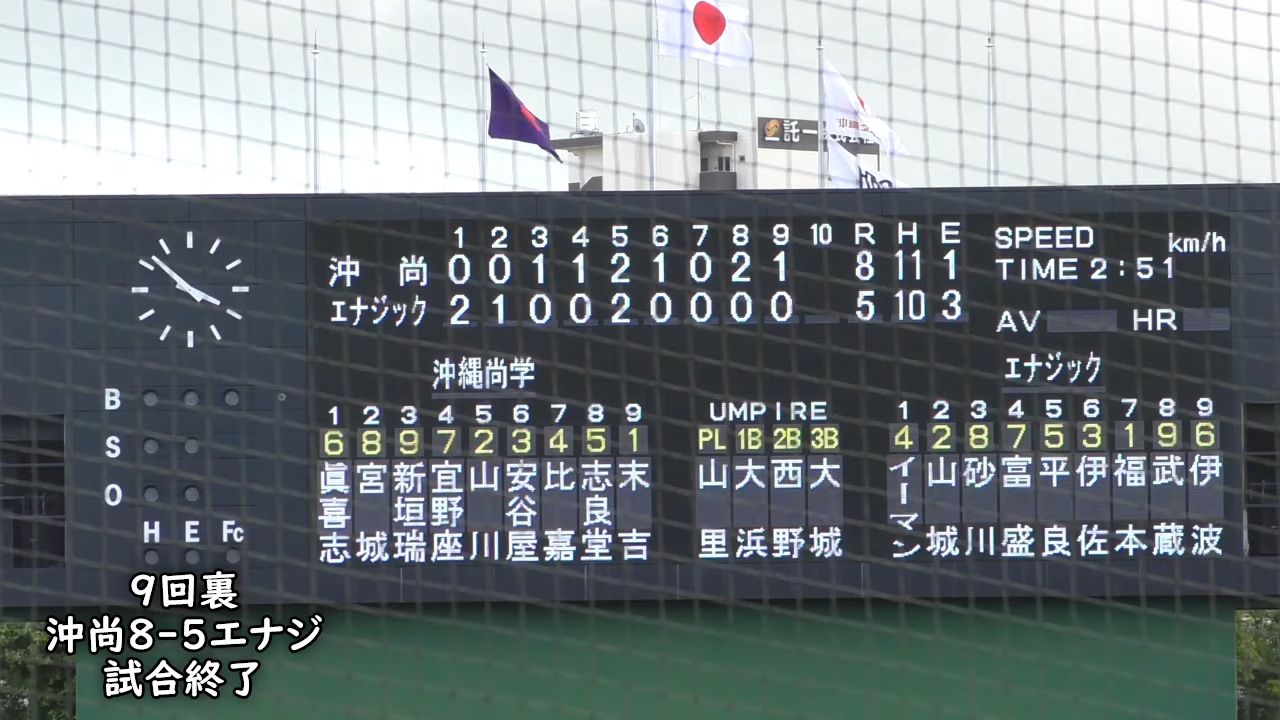 託一
沖縄
株式会社
1 2 3 4 5 6 7 8 9 10 R H E
沖尚 0 0 1 1 2 1 0 2 1 8 11 1
エナジック 2 1 0 0 2 0 0 0 0 5 10 3
SPEED km/h
TIME 2:51
AV HR
沖縄尚学
1 2 3 4 5 6 7 8 9
6 8 9 7 2 3 4 5 1
眞喜志 宮城 新垣瑞 宜野座 山川 安谷屋 比嘉 志良堂 末吉
UMPIRE
PL 1B 2B 3B
山里 大浜 西野 大城
エナジック
1 2 3 4 5 6 7 8 9
4 2 8 7 5 3 1 9 6
イーマン 山城 砂川 富盛 平良 伊佐 福本 武蔵 伊波
B
S
O
H E Fc
9回裏
沖尚8-5エナジ
試合終了